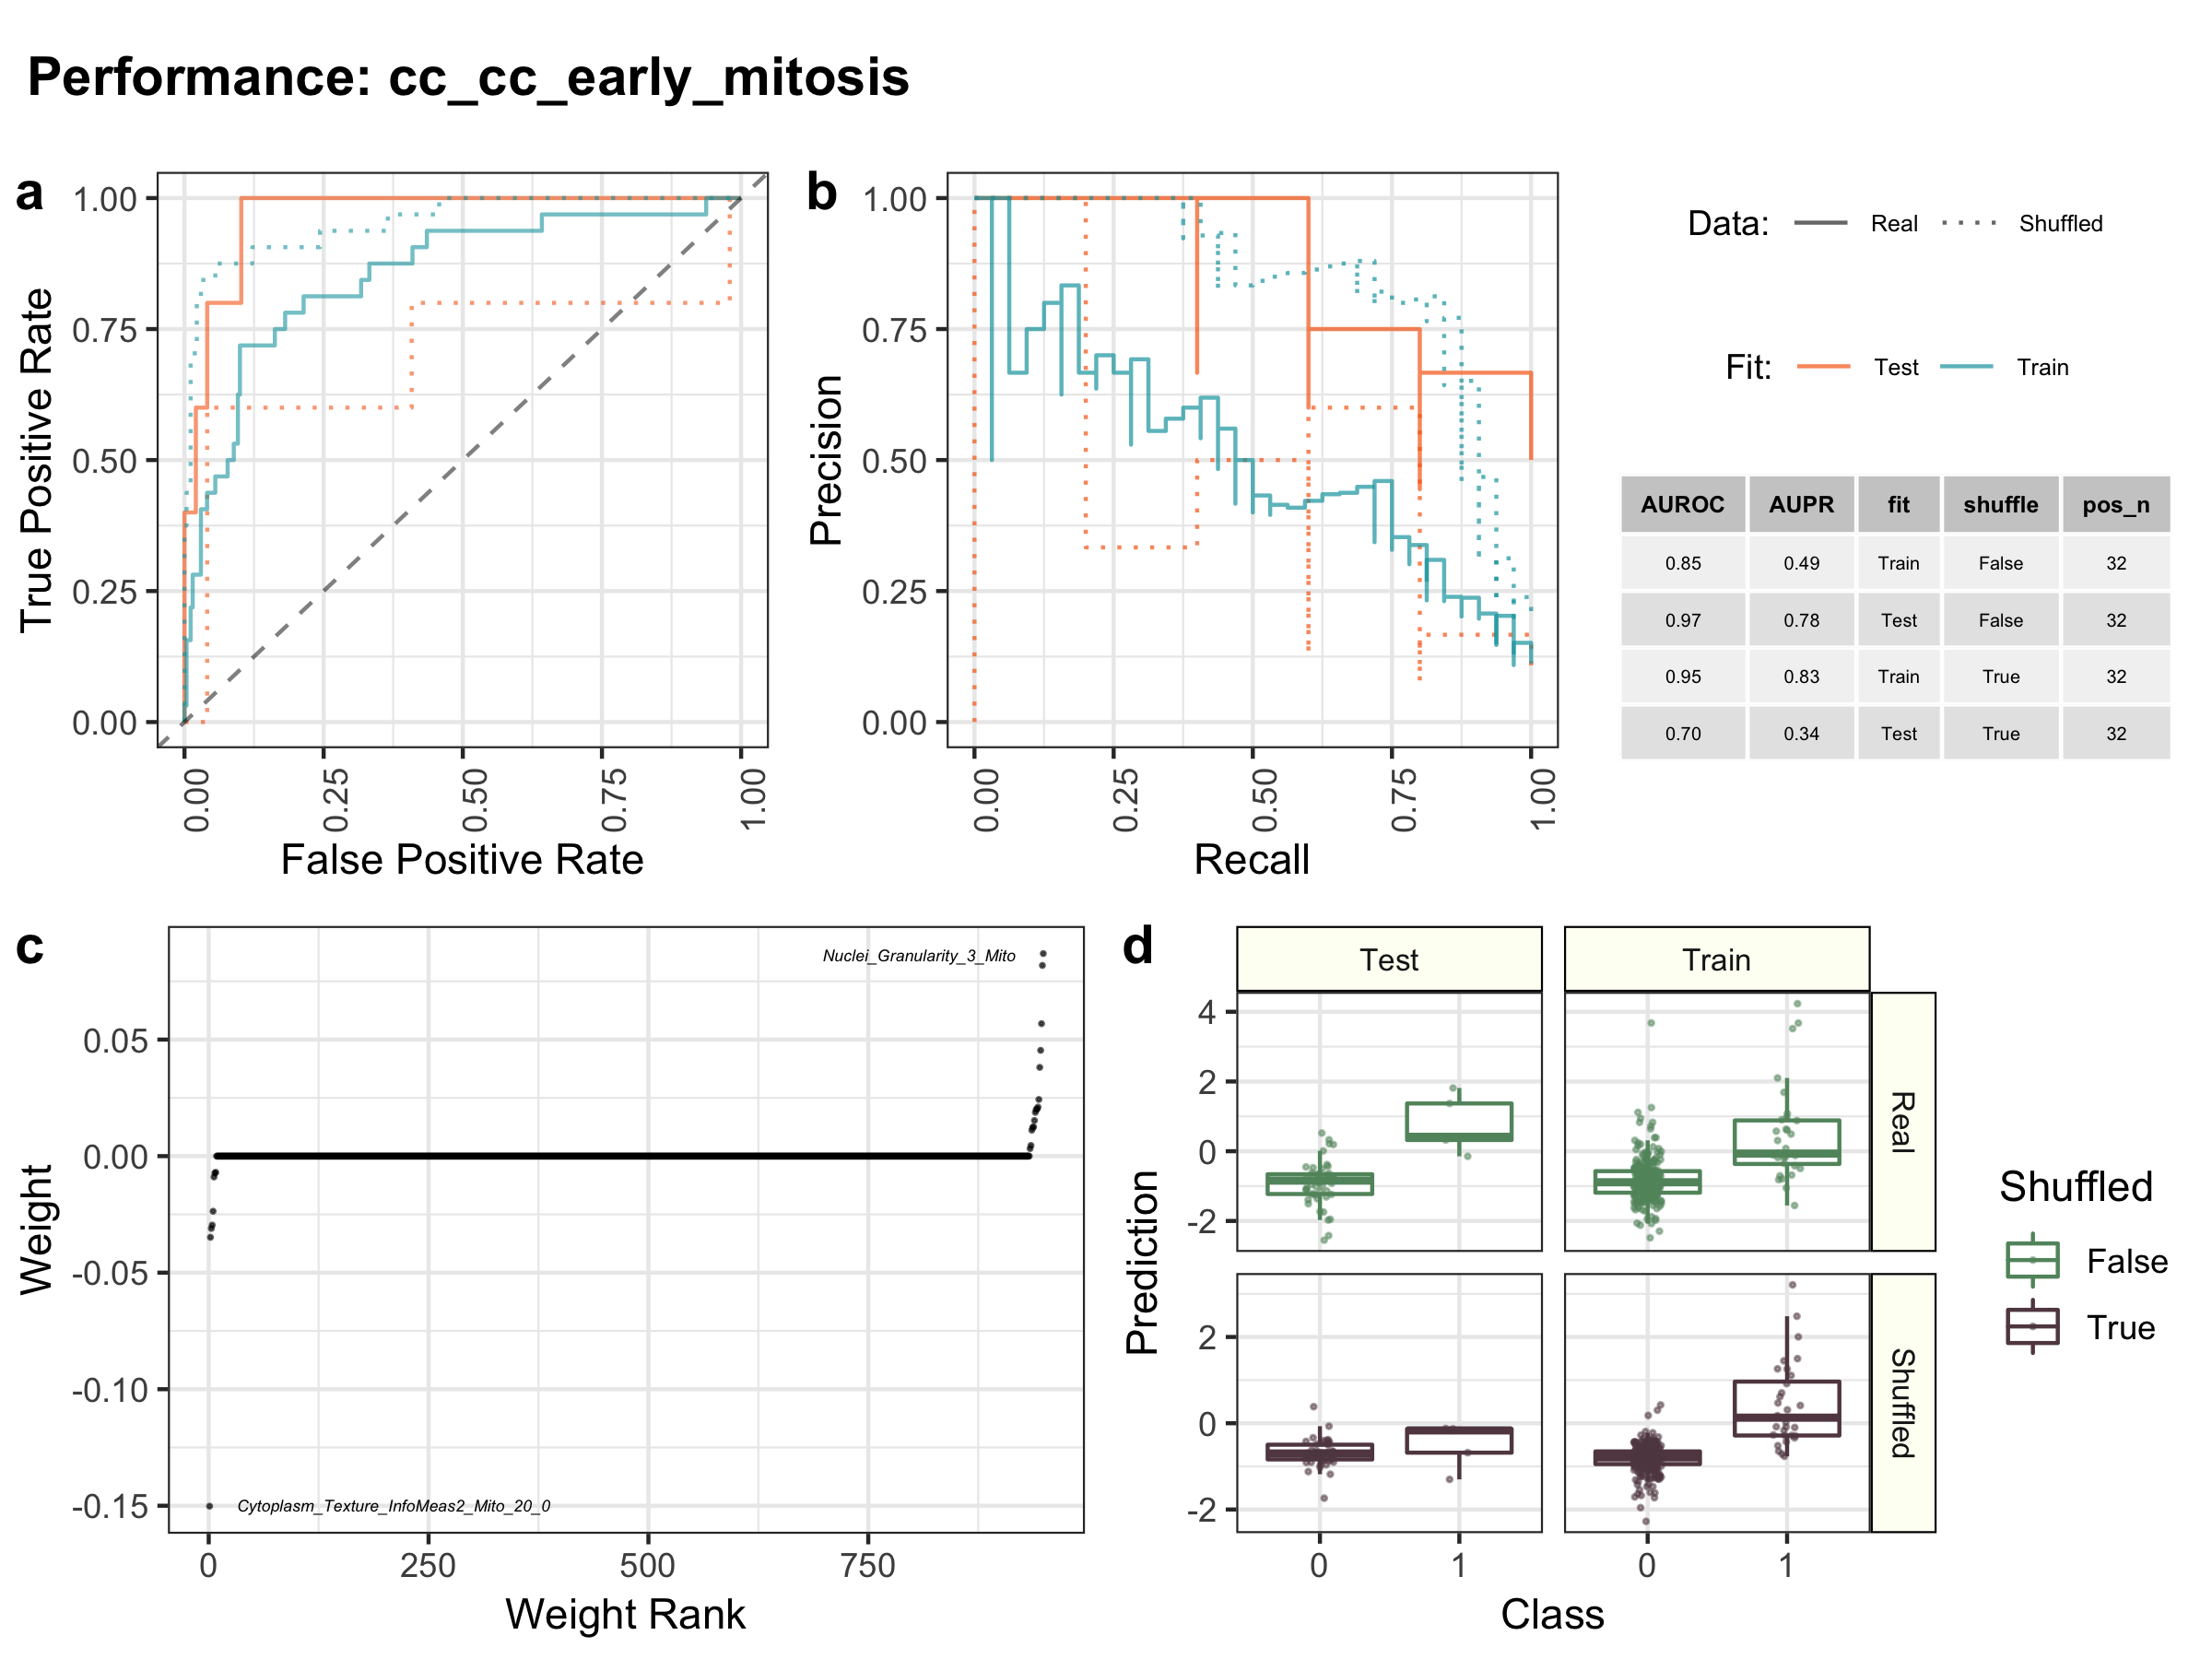 Performance: cc_cc_early_mitosis
a
1.00
0.75
0.50
0.25
0.00
True Positive Rate
0.00 0.25 0.50 0.75 1.00
False Positive Rate
b
1.00
0.75
0.50
0.25
0.00
Precision
0.00 0.25 0.50 0.75 1.00
Recall
Data: Real Shuffled
Fit: Test Train
AUROC AUPR fit shuffle pos_n
0.85 0.49 Train False 32
0.97 0.78 Test False 32
0.95 0.83 Train True 32
0.70 0.34 Test True 32
c
Nuclei_Granularity_3_Mito
0.05
0.00
-0.05
-0.10
-0.15
Cytoplasm_Texture_InfoMeas2_Mito_20_0
Weight
0 250 500 750
Weight Rank
d
Test Train
4
2
0
-2
Real
2
0
-2
Shuffled
Prediction
0 1 0 1
Class
Shuffled
False
True